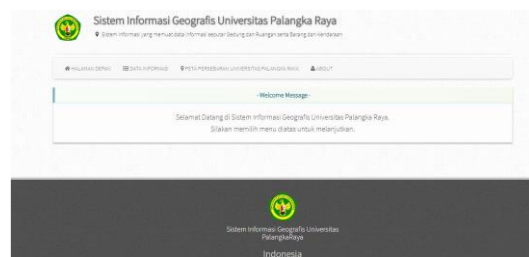 Sistem Informasi Geografis Universitas Palangka Raya
Sistem Informasi yang memuat data informasi seputar Gedung dan Ruangan serta Barang dan Kendaraan
HALAMAN DEPAN DATA INFORMASI PETA PERSEBARAN UNIVERSITAS PALANGKA RAYA ABOUT
-Welcome Message-
Selamat Datang di Sistem Informasi Geografis Universitas Palangka Raya.
Silakan memilih menu diatas untuk melanjutkan.
Sistem Informasi Geografis Universitas
PalangkaRaya
Indonesia